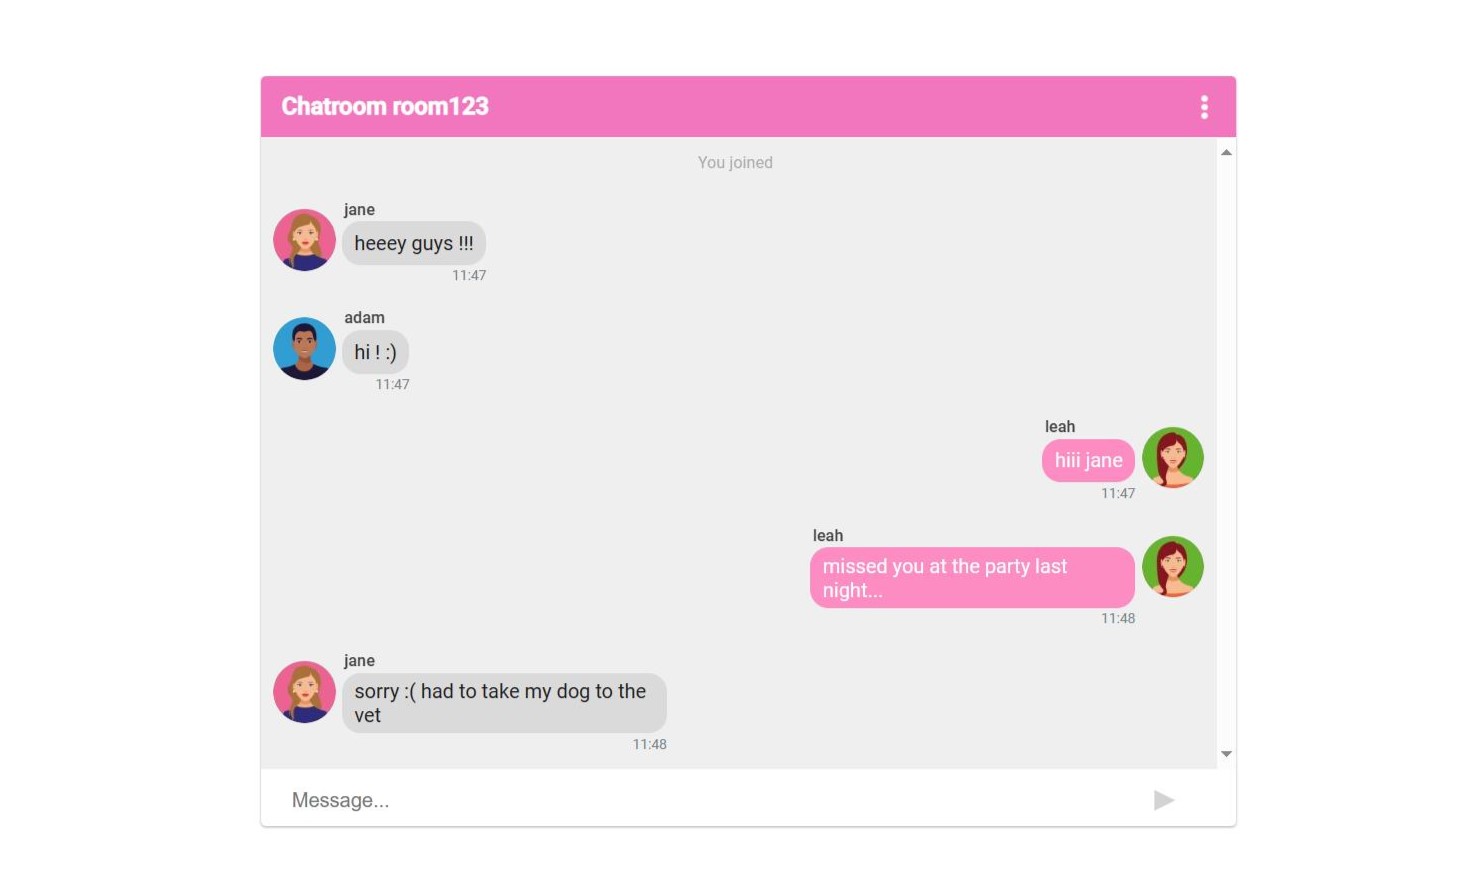 Chatroom room123
You joined
jane
heeey guys !!!
11:47
adam
hi ! :)
11:47
leah
hiii jane
11:47
leah
missed you at the party last
night...
11:48
jane
sorry :( had to take my dog to the
vet
11:48
Message...